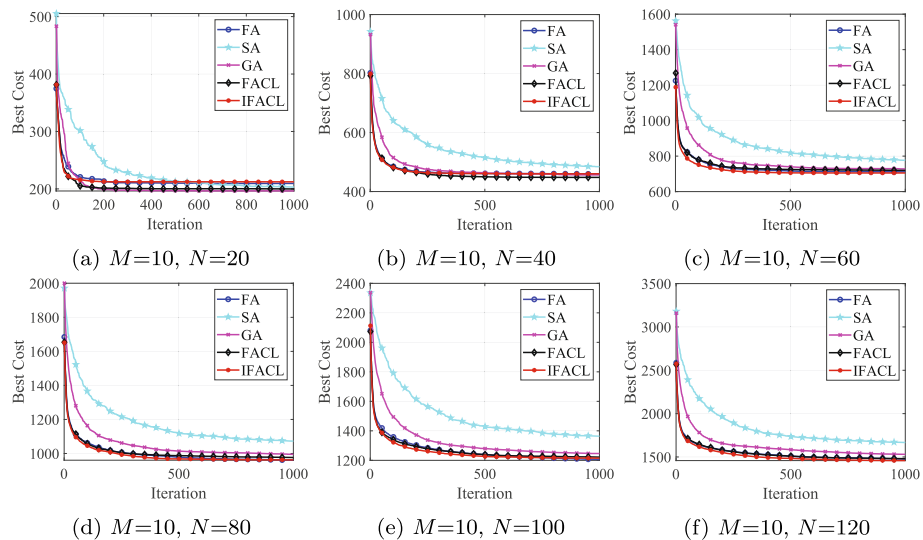 500
400
300
200
0 200 400 600 800 1000
Best Cost
Iteration
FA
SA
GA
FACL
IFACL
(a) M=10, N=20
1000
800
600
400
0 500 1000
Best Cost
Iteration
FA
SA
GA
FACL
IFACL
(b) M=10, N=40
1600
1400
1200
1000
800
600
0 500 1000
Best Cost
Iteration
FA
SA
GA
FACL
IFACL
(c) M=10, N=60
2000
1800
1600
1400
1200
1000
0 500 1000
Best Cost
Iteration
FA
SA
GA
FACL
IFACL
(d) M=10, N=80
2400
2200
2000
1800
1600
1400
1200
0 500 1000
Best Cost
Iteration
FA
SA
GA
FACL
IFACL
(e) M=10, N=100
3500
3000
2500
2000
1500
0 500 1000
Best Cost
Iteration
FA
SA
GA
FACL
IFACL
(f) M=10, N=120